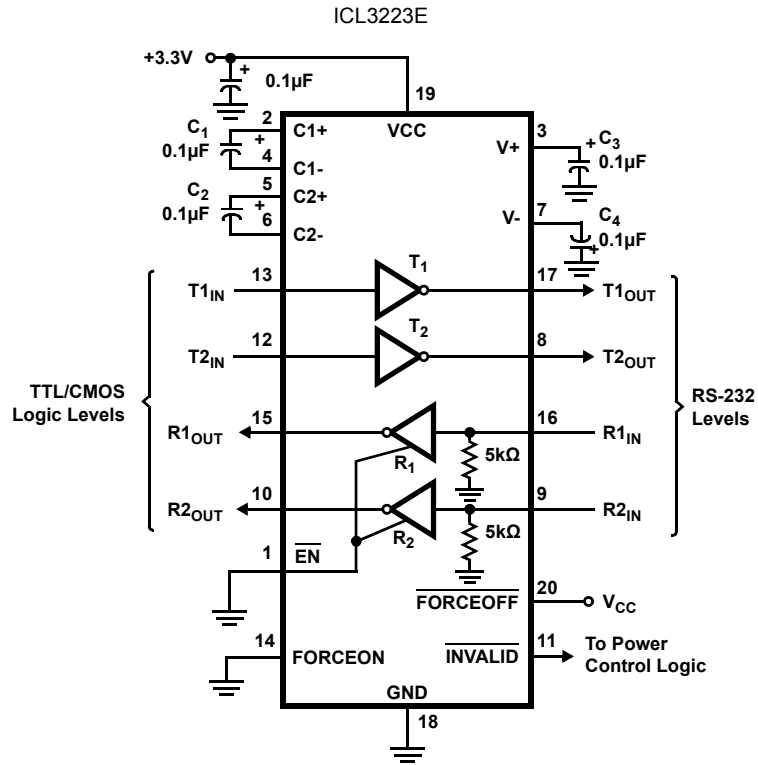 ICL3223E
+3.3V
+
0.1µF
19
VCC
2
C1+
C₁
0.1µF
+
4
C1-
5
C2+
C₂
0.1µF
+
6
C2-
3
V+
+
C₃
0.1µF
7
V-
C₄
0.1µF
+
T₁
13
T1IN
17
T1OUT
T₂
12
T2IN
8
T2OUT
TTL/CMOS
Logic Levels
RS-232
Levels
15
R1OUT
R₁
16
R1IN
5kΩ
10
R2OUT
R₂
9
R2IN
5kΩ
1
EN
20
FORCEOFF
VCC
14
FORCEON
11
INVALID
To Power
Control Logic
GND
18